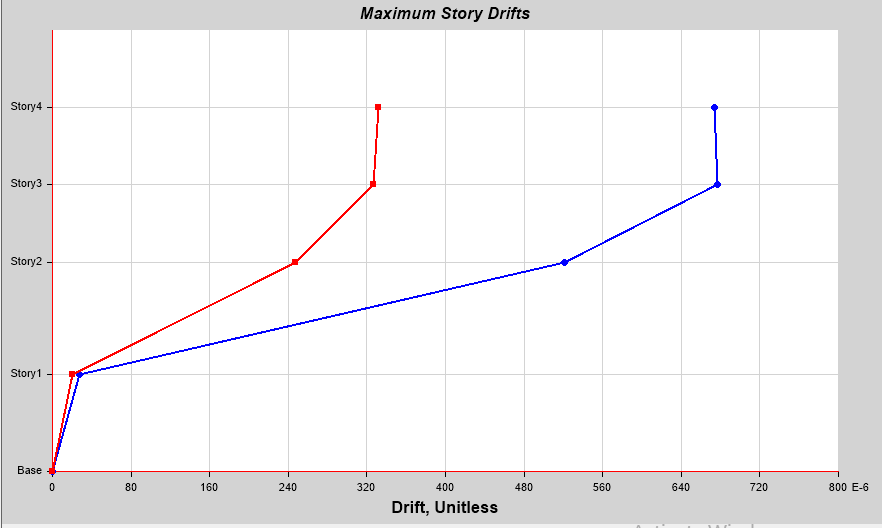 Maximum Story Drifts
Story4
Story3
Story2
Story1
Base
0 80 160 240 320 400 480 560 640 720 800 E-6
Drift, Unitless